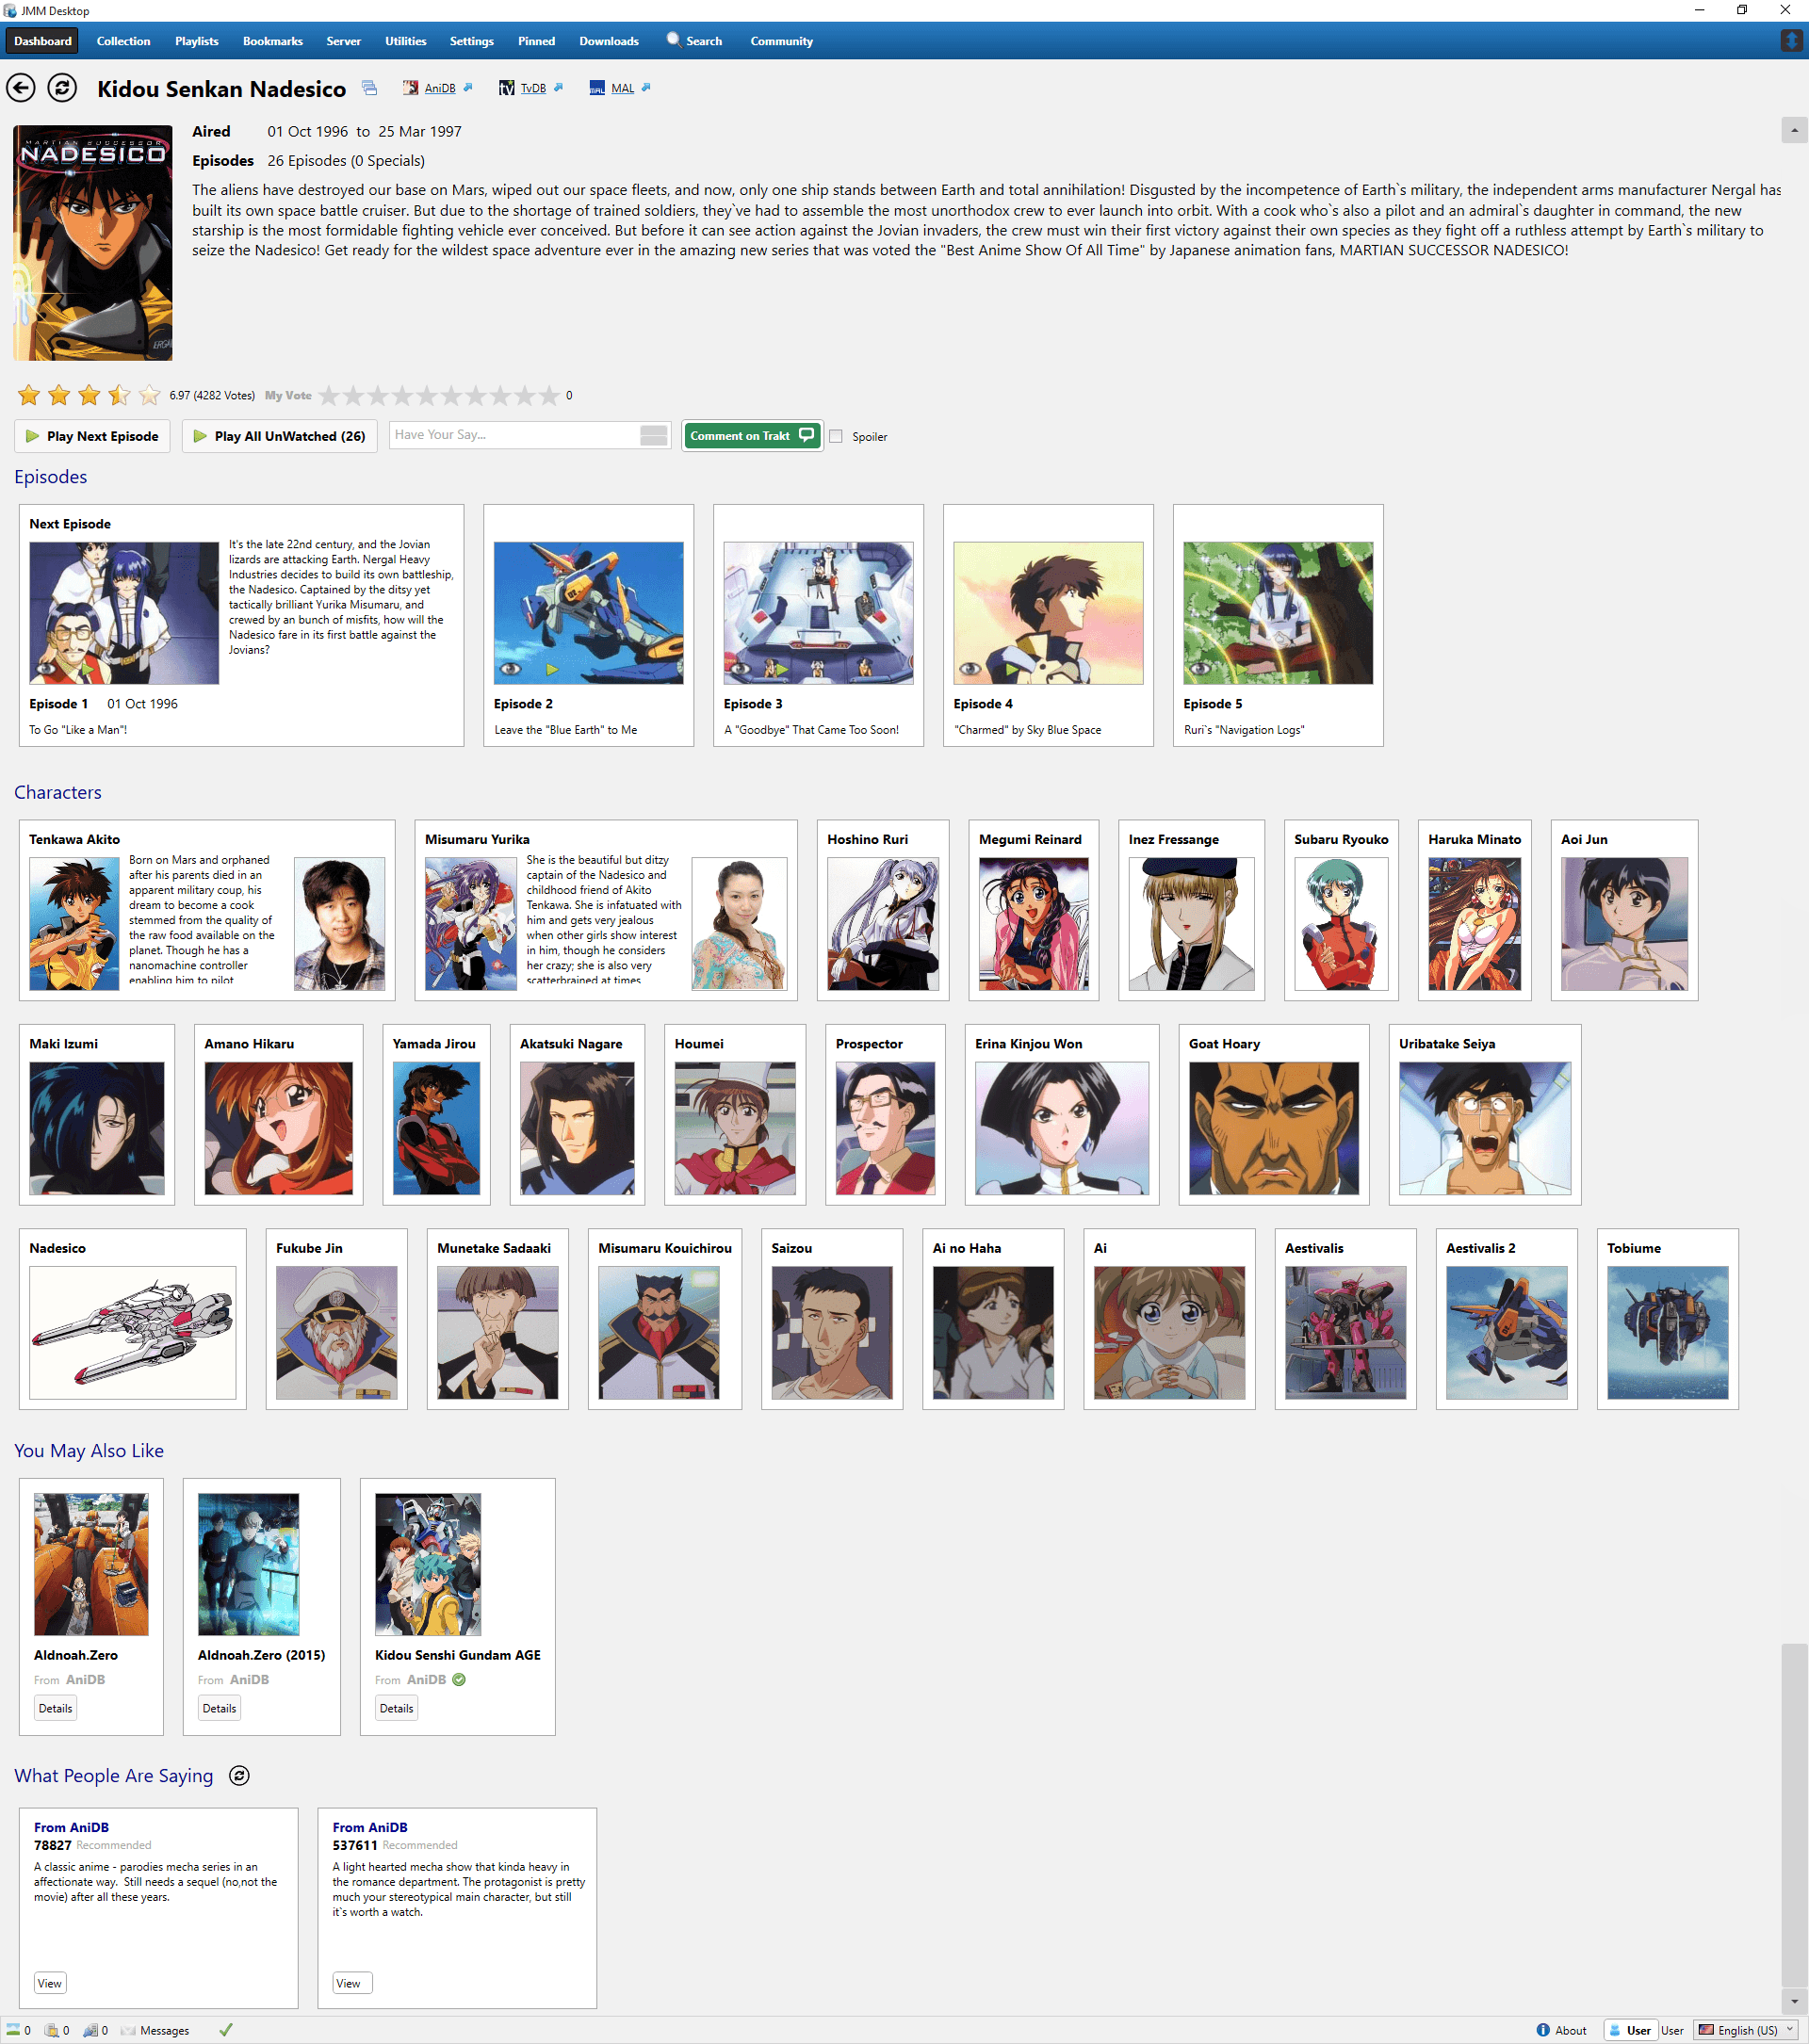 JMM Desktop
Dashboard Collection Playlists Bookmarks Server Utilities Settings Pinned Downloads Search Community
Kidou Senkan Nadesico AniDB TvDB MAL
MARTIAN SUCCESSOR
NADESICO
Aired 01 Oct 1996 to 25 Mar 1997
Episodes 26 Episodes (0 Specials)
The aliens have destroyed our base on Mars, wiped out our space fleets, and now, only one ship stands between Earth and total annihilation! Disgusted by the incompetence of Earth`s military, the independent arms manufacturer Nergal has
built its own space battle cruiser. But due to the shortage of trained soldiers, they`ve had to assemble the most unorthodox crew to ever launch into orbit. With a cook who`s also a pilot and an admiral`s daughter in command, the new
starship is the most formidable fighting vehicle ever conceived. But before it can see action against the Jovian invaders, the crew must win their first victory against their own species as they fight off a ruthless attempt by Earth`s military to
seize the Nadesico! Get ready for the wildest space adventure ever in the amazing new series that was voted the "Best Anime Show Of All Time" by Japanese animation fans, MARTIAN SUCCESSOR NADESICO!
6.97 (4282 Votes) My Vote 0
Play Next Episode Play All UnWatched (26) Have Your Say... Comment on Trakt Spoiler
Episodes
Next Episode
It's the late 22nd century, and the Jovian
lizards are attacking Earth. Nergal Heavy
Industries decides to build its own battleship,
the Nadesico. Captained by the ditsy yet
tactically brilliant Yurika Misumaru, and
crewed by an bunch of misfits, how will the
Nadesico fare in its first battle against the
Jovians?
Episode 1 01 Oct 1996
To Go "Like a Man"!
Episode 2
Leave the "Blue Earth" to Me
Episode 3
A "Goodbye" That Came Too Soon!
Episode 4
"Charmed" by Sky Blue Space
Episode 5
Ruri`s "Navigation Logs"
Characters
Tenkawa Akito
Born on Mars and orphaned
after his parents died in an
apparent military coup, his
dream to become a cook
stemmed from the quality of
the raw food available on the
planet. Though he has a
nanomachine controller
enabling him to pilot
Misumaru Yurika
She is the beautiful but ditzy
captain of the Nadesico and
childhood friend of Akito
Tenkawa. She is infatuated with
him and gets very jealous
when other girls show interest
in him, though he considers
her crazy; she is also very
scatterbrained at times
Hoshino Ruri
Megumi Reinard
Inez Fressange
Subaru Ryouko
Haruka Minato
Aoi Jun
Maki Izumi
Amano Hikaru
Yamada Jirou
Akatsuki Nagare
Houmei
Prospector
Erina Kinjou Won
Goat Hoary
Uribatake Seiya
Nadesico
Fukube Jin
Munetake Sadaaki
Misumaru Kouichirou
Saizou
Ai no Haha
Ai
Aestivalis
Aestivalis 2
Tobiume
You May Also Like
Aldnoah.Zero
From AniDB
Details
Aldnoah.Zero (2015)
From AniDB
Details
Kidou Senshi Gundam AGE
From AniDB
Details
What People Are Saying
From AniDB
78827 Recommended
A classic anime - parodies mecha series in an
affectionate way.  Still needs a sequel (no,not the
movie) after all these years.
View
From AniDB
537611 Recommended
A light hearted mecha show that kinda heavy in
the romance department. The protagonist is pretty
much your stereotypical main character, but still
it`s worth a watch.
View
0 0 0 Messages About User User English (US)